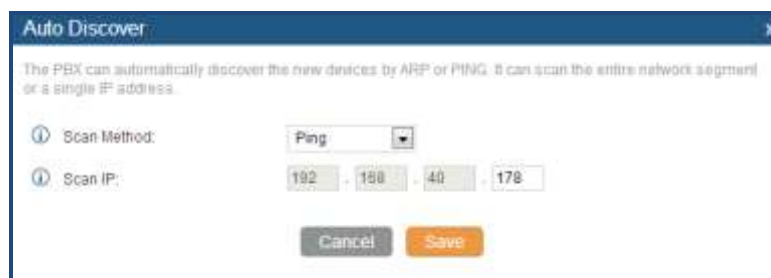 Auto Discover
The PBX can automatically discover the new devices by ARP or PING. It can scan the entire network segment
or a single IP address.
Scan Method: Ping
Scan IP: 192 . 168 . 40 . 178
Cancel Save